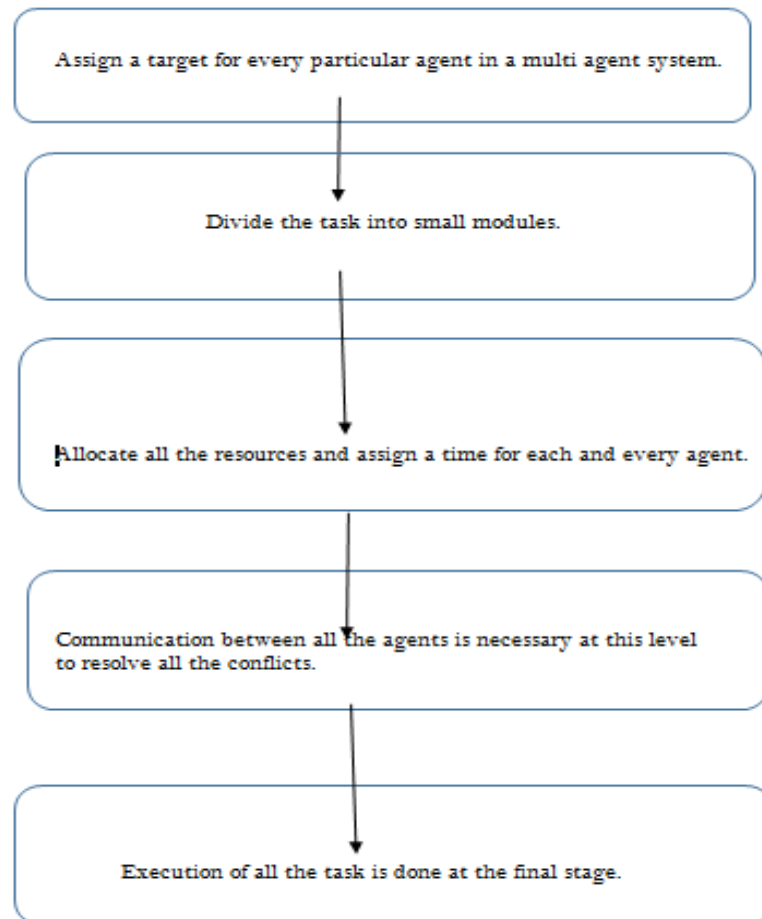 Assign a target for every particular agent in a multi agent system.
Divide the task into small modules.
Allocate all the resources and assign a time for each and every agent.
Communication between all the agents is necessary at this level
to resolve all the conflicts.
Execution of all the task is done at the final stage.